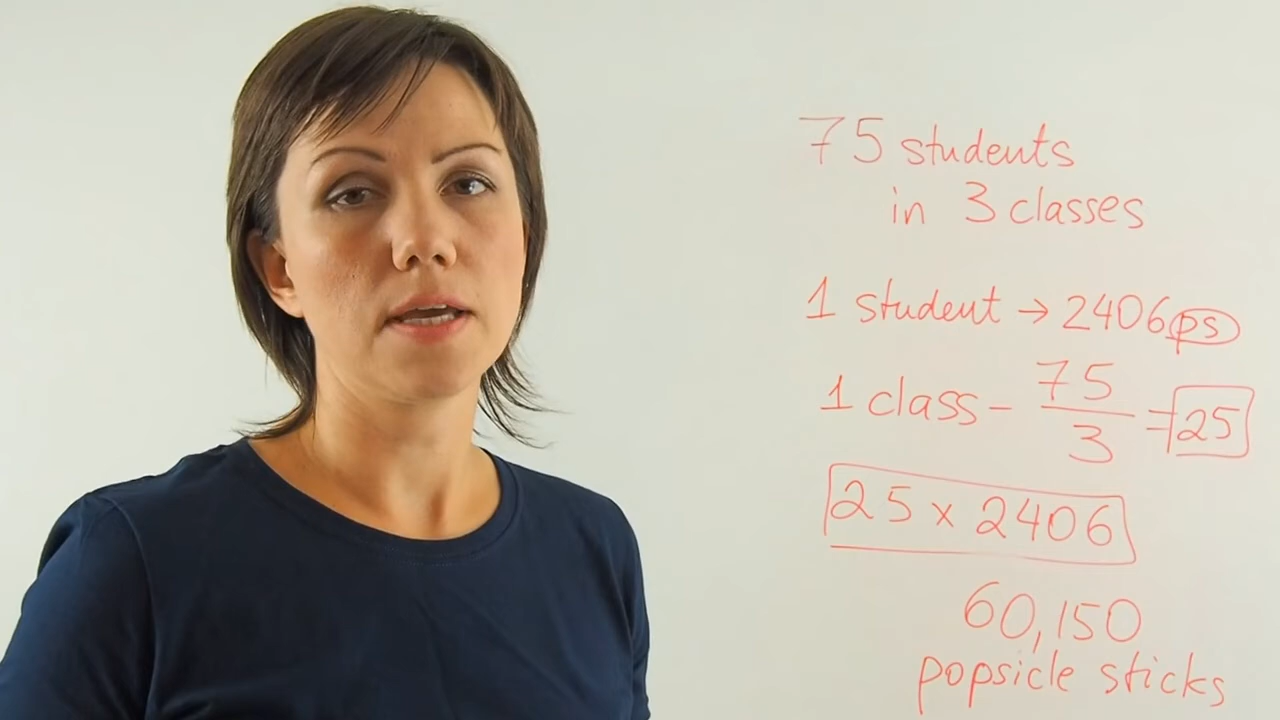 75 students
in 3 classes
1 student → 2406 ps
1 class - 75/3 = 25
25 x 2406
60,150
popsicle sticks